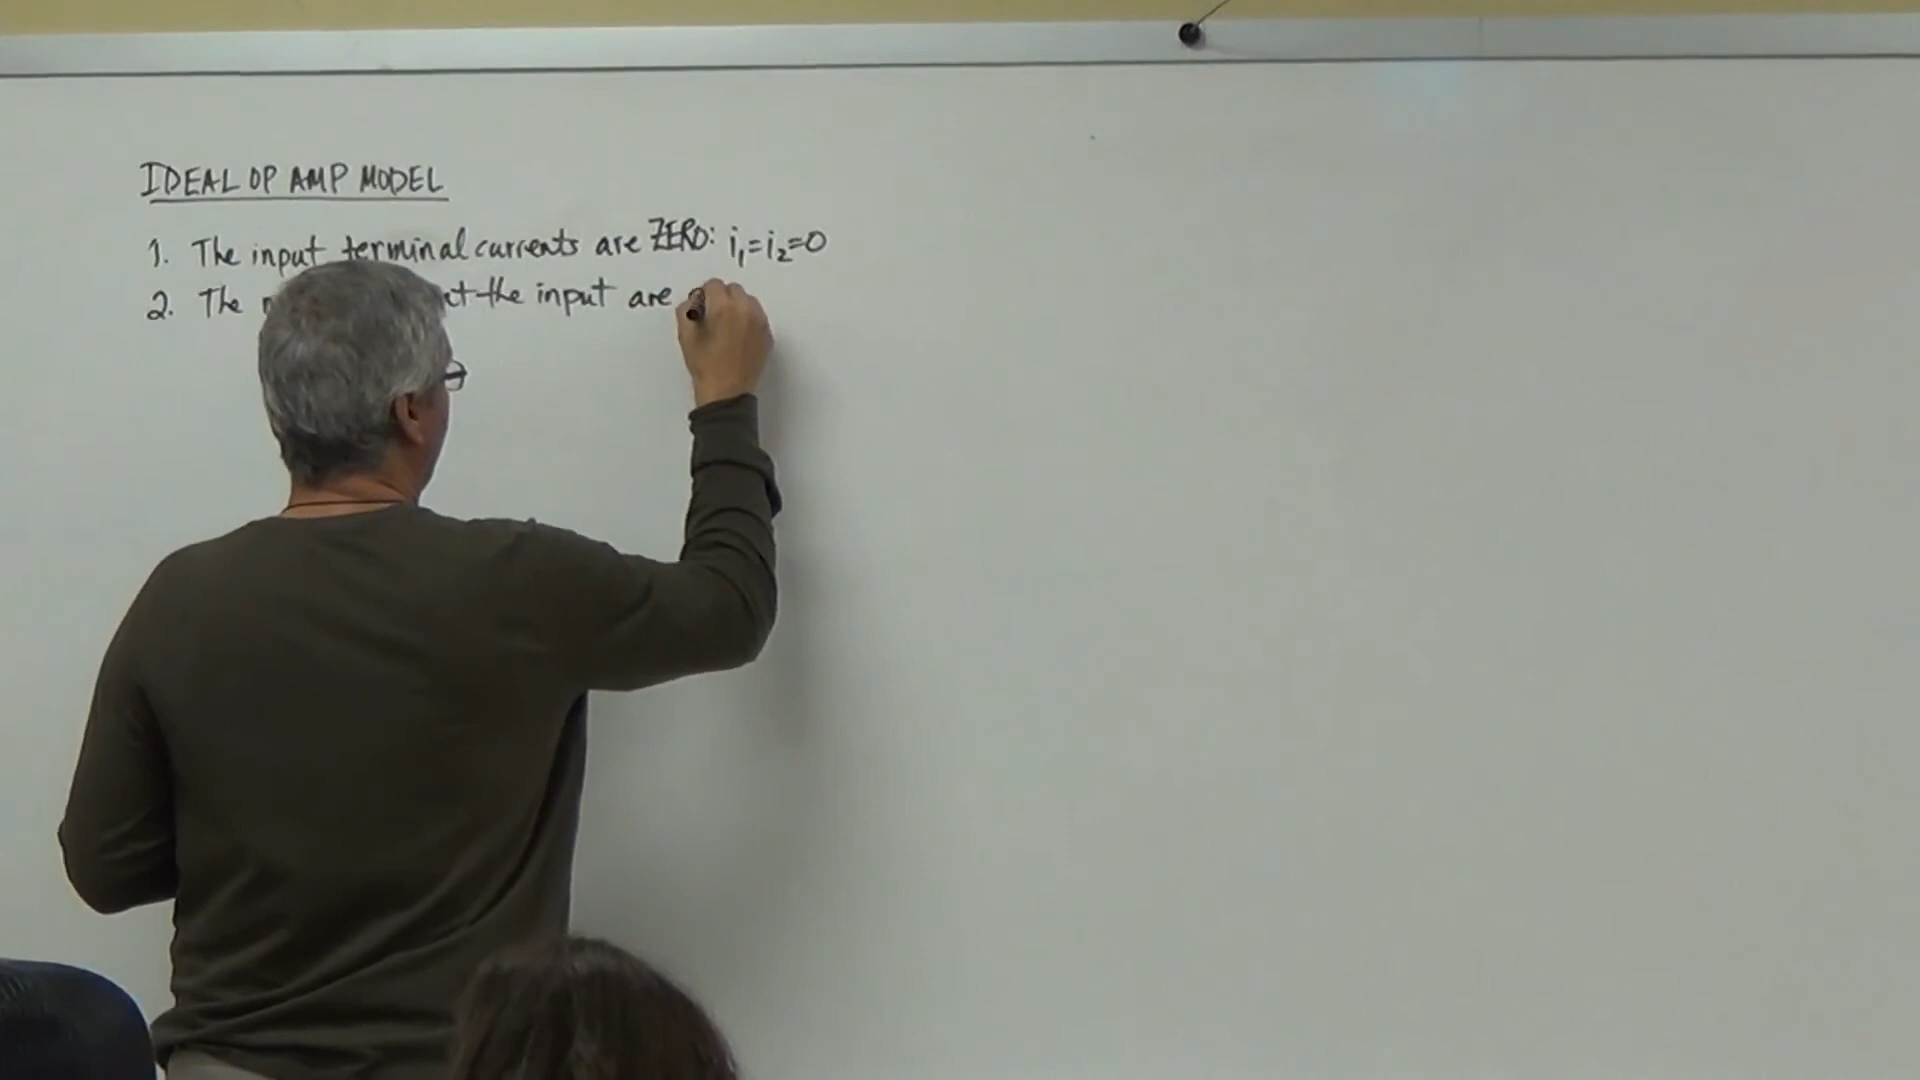 IDEAL OP AMP MODEL
1. The input terminal currents are ZERO: i₁=i₂=0
2. The the input are